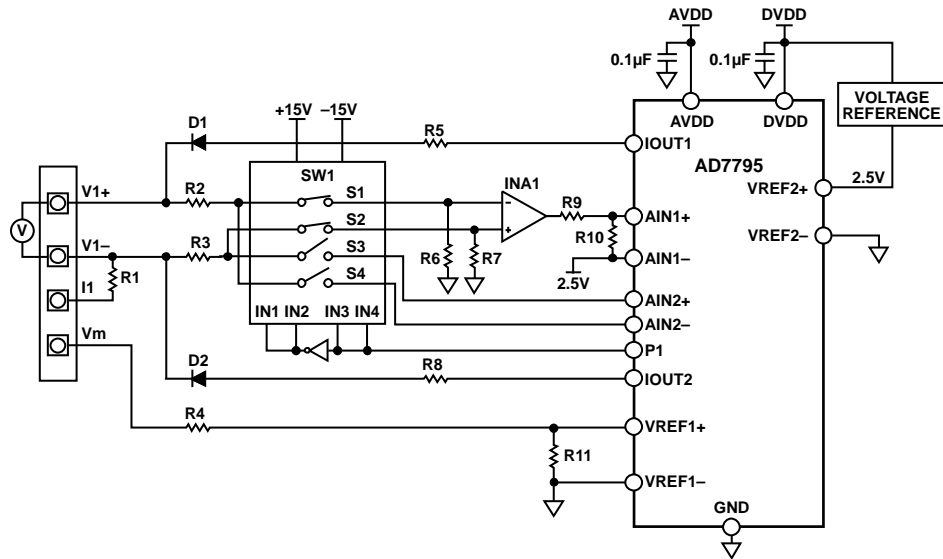 AVDD DVDD
0.1µF 0.1µF
VOLTAGE
REFERENCE
AVDD DVDD
+15V –15V
D1
R5
IOUT1
AD7795
SW1
V1+
R2
S1
INA1
VREF2+
2.5V
R9
AIN1+
V
S2
R10
V1–
R3
S3
R6
R7
VREF2–
AIN1–
R1
S4
2.5V
I1
AIN2+
IN1 IN2 IN3 IN4
AIN2–
Vm
P1
D2
R8
IOUT2
R4
VREF1+
R11
VREF1–
GND